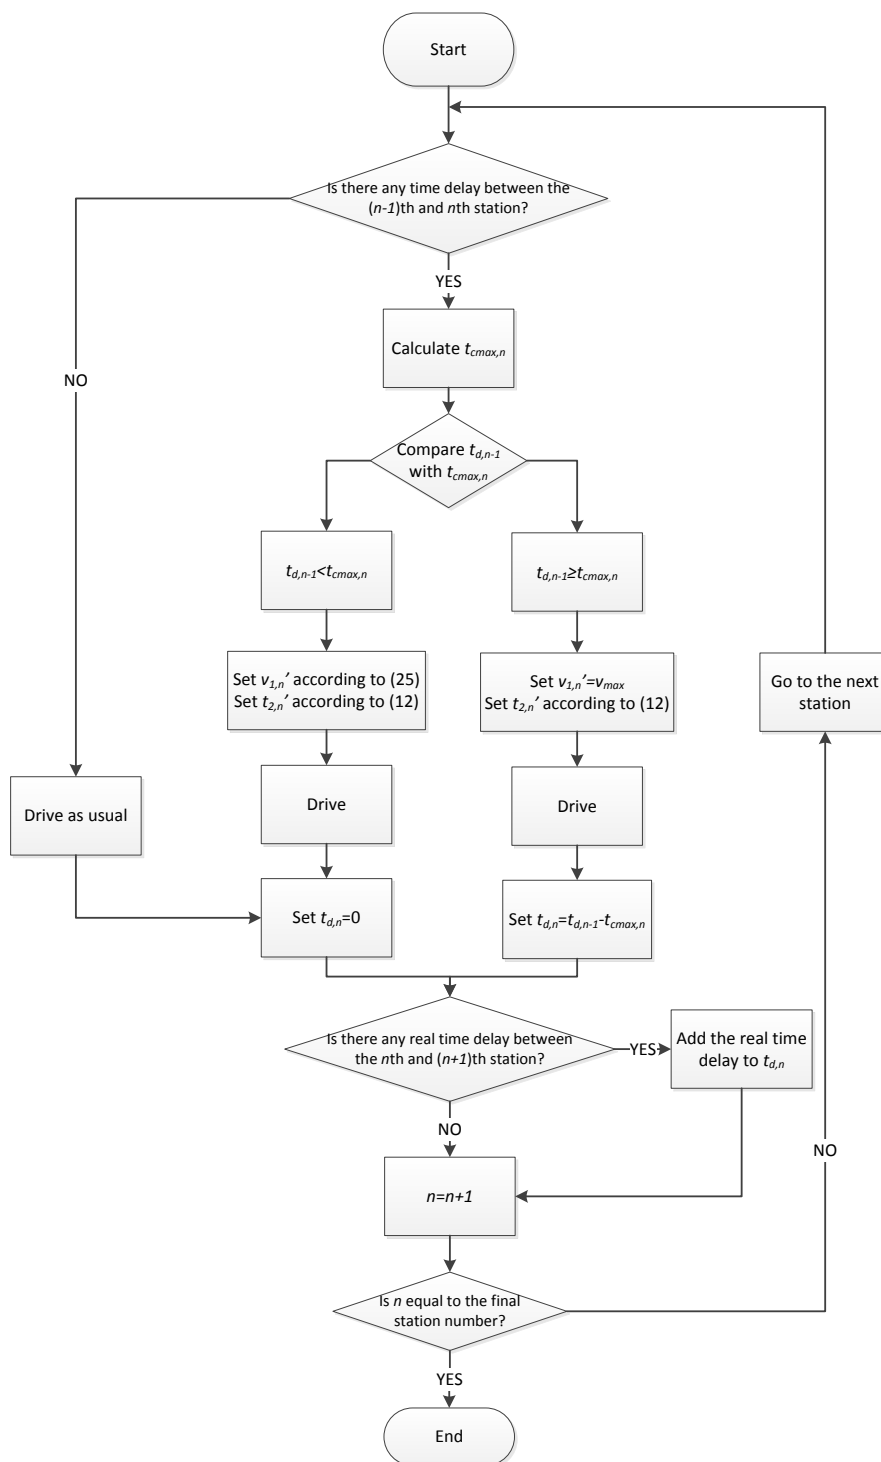 Start
Is there any time delay between the
(n-1)th and nth station?
YES
Calculate tcmax,n
NO
Compare td,n-1
with tcmax,n
td,n-1<tcmax,n
td,n-1≥tcmax,n
Set v1,n′ according to (25)
Set t2,n′ according to (12)
Set v1,n′=vmax
Set t2,n′ according to (12)
Go to the next
station
Drive as usual
Drive
Drive
Set td,n=0
Set td,n=td,n-1-tcmax,n
Is there any real time delay between
the nth and (n+1)th station?
YES
Add the real time
delay to td,n
NO
NO
n=n+1
Is n equal to the final
station number?
YES
End